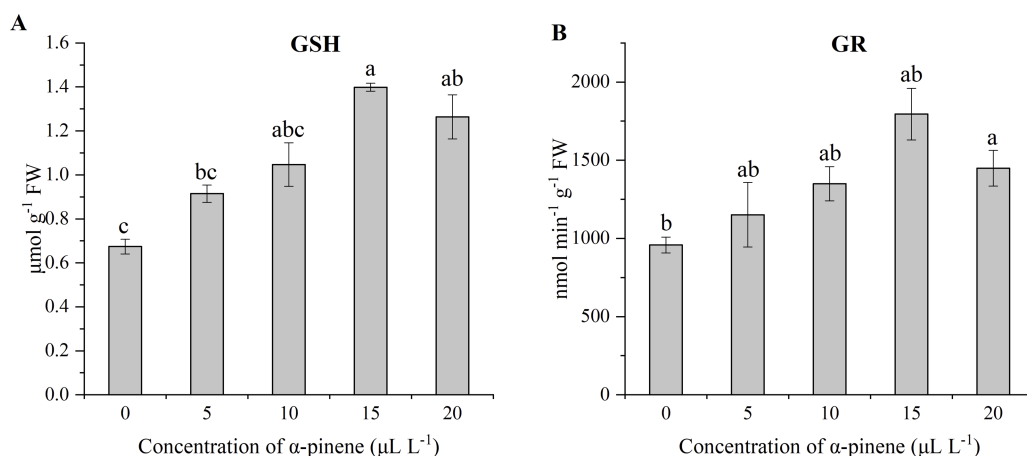 A
GSH
1.6
a
1.4
ab
1.2
abc
μmol g⁻¹ FW
1.0
bc
0.8
c
0.6
0.4
0.2
0.0
0 5 10 15 20
Concentration of α-pinene (μL L⁻¹)
B
GR
2000
ab
nmol min⁻¹ g⁻¹ FW
1500
ab
ab
a
1000
b
500
0
0 5 10 15 20
Concentration of α-pinene (μL L⁻¹)